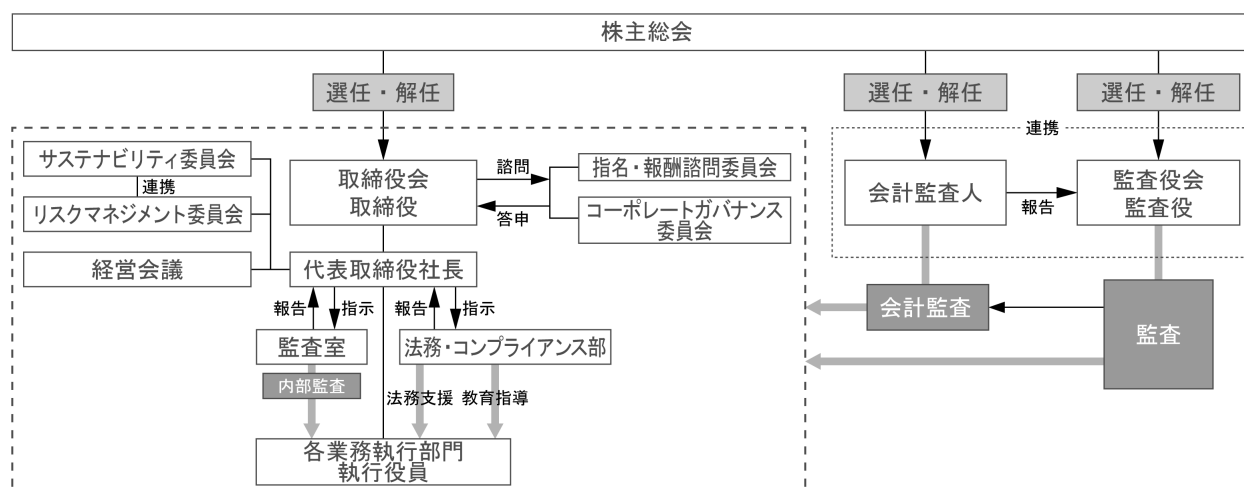 株主総会
選任・解任
選任・解任
選任・解任
連携
サステナビリティ委員会
連携
リスクマネジメント委員会
経営会議
取締役会
取締役
諮問
答申
指名・報酬諮問委員会
コーポレートガバナンス
委員会
会計監査人
報告
監査役会
監査役
代表取締役社長
報告
指示
報告
指示
監査室
法務・コンプライアンス部
内部監査
法務支援
教育指導
各業務執行部門
執行役員
会計監査
監査